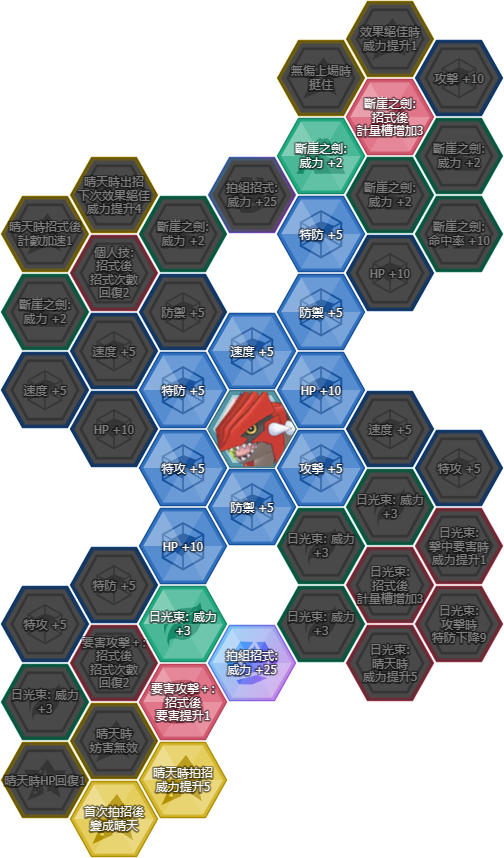 效果絕佳時
威力提升1
無傷上場時
挺住
攻擊 +10
斷崖之劍:
招式後
計量槽增加3
斷崖之劍:
威力 +2
斷崖之劍:
威力 +2
晴天時出招
下次效果絕佳
威力提升4
拍組招式:
威力 +25
斷崖之劍:
威力 +2
晴天時招式後
計數加速1
斷崖之劍:
威力 +2
特防 +5
斷崖之劍:
命中率 +10
個人技:
招式後
招式次數
回復2
HP +10
斷崖之劍:
威力 +2
防禦 +5
防禦 +5
速度 +5
速度 +5
速度 +5
特防 +5
HP +10
HP +10
速度 +5
特攻 +5
攻擊 +5
特攻 +5
防禦 +5
日光束: 威力
+3
HP +10
日光束: 威力
+3
日光束:
擊中要害時
威力提升1
特防 +5
日光束:
招式後
計量槽增加3
特攻 +5
日光束: 威力
+3
日光束: 威力
+3
日光束:
攻擊時
特防下降9
要害攻擊+:
招式後
招式次數
回復2
拍組招式:
威力 +25
日光束:
晴天時
威力提升5
日光束: 威力
+3
要害攻擊+:
招式後
要害提升1
晴天時
妨害無效
晴天時HP回復1
晴天時拍招
威力提升5
首次拍招後
變成晴天